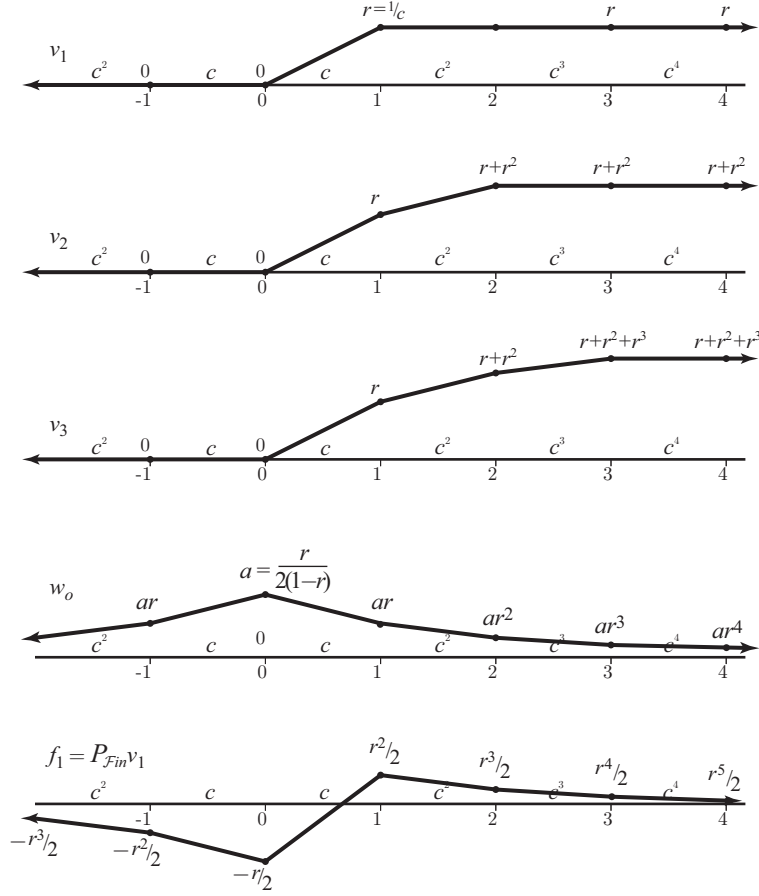 r=1/c r r
v₁ c² 0 c 0 c c² c³ c⁴
-1 0 1 2 3 4
r+r² r+r² r+r²
r
v₂ c² 0 c 0 c c² c³ c⁴
-1 0 1 2 3 4
r+r²+r³ r+r²+r³
r+r²
r
v₃ c² 0 c 0 c c² c³ c⁴
-1 0 1 2 3 4
a = r/2(1−r)
wₒ ar ar ar² ar³ ar⁴
c² c 0 c c² c³ c⁴
-1 0 1 2 3 4
f₁ = P_ℱin v₁ r²/2 r³/2 r⁴/2 r⁵/2
c² c c c² c³ c⁴
-1 0 1 2 3 4
−r³/2 −r²/2 −r/2